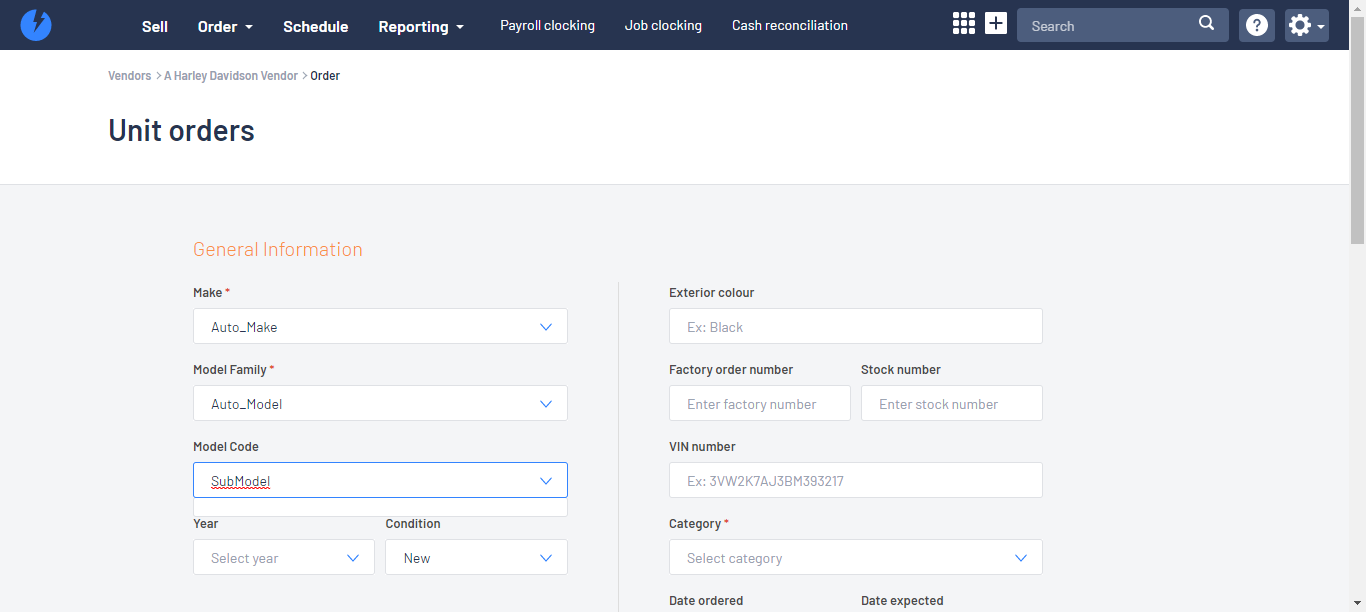 Sell Order Schedule Reporting Payroll clocking Job clocking Cash reconciliation Search
Vendors > A Harley Davidson Vendor > Order
Unit orders
General Information
Make *
Auto_Make
Model Family *
Auto_Model
Model Code
SubModel
Year Condition
Select year New
Exterior colour
Ex: Black
Factory order number Stock number
Enter factory number Enter stock number
VIN number
Ex: 3VW2K7AJ3BM393217
Category *
Select category
Date ordered Date expected